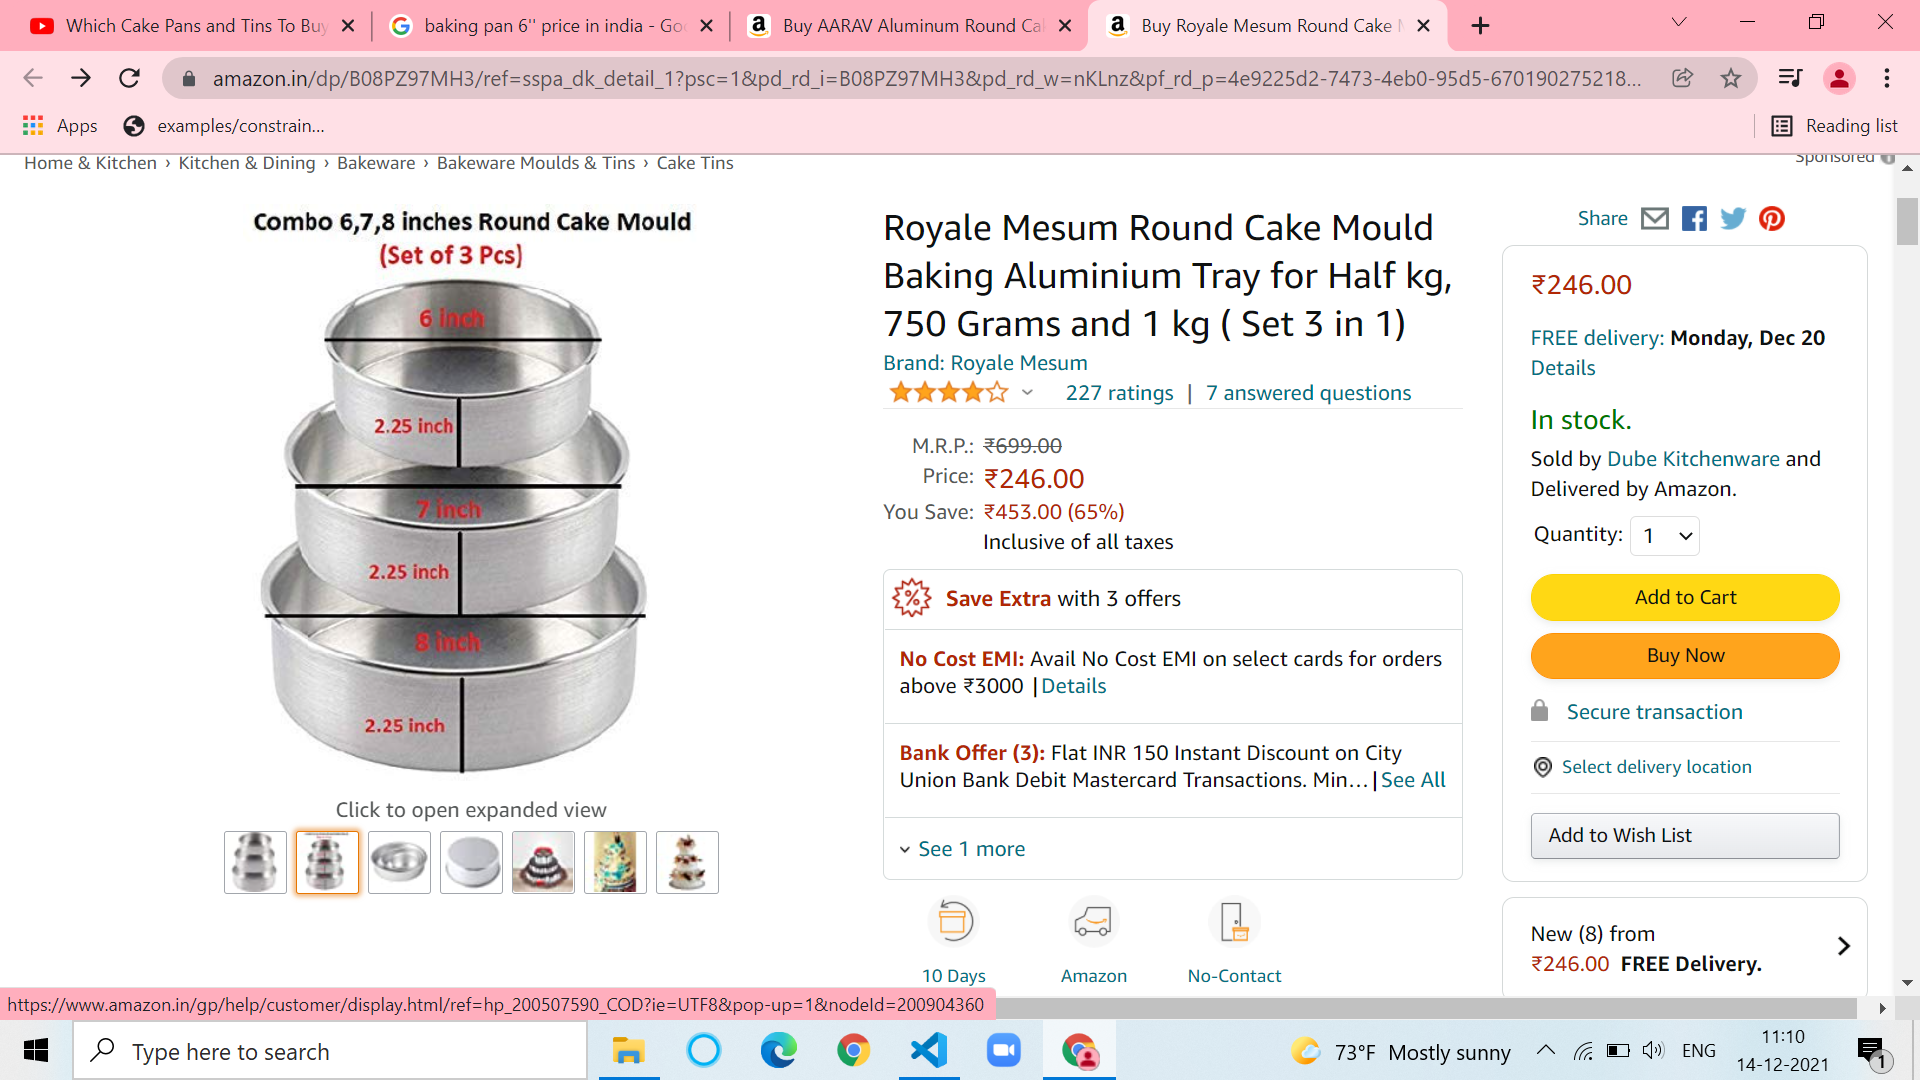 Which Cake Pans and Tins To Buy
baking pan 6'' price in india - Goo
Buy AARAV Aluminum Round Cak
Buy Royale Mesum Round Cake M
amazon.in/dp/B08PZ97MH3/ref=sspa_dk_detail_1?psc=1&pd_rd_i=B08PZ97MH3&pd_rd_w=nKLnz&pf_rd_p=4e9225d2-7473-4eb0-95d5-670190275218...
Apps
examples/constrain...
Reading list
Home & Kitchen › Kitchen & Dining › Bakeware › Bakeware Moulds & Tins › Cake Tins
Sponsored
Combo 6,7,8 inches Round Cake Mould
(Set of 3 Pcs)
6 inch
2.25 inch
7 inch
2.25 inch
8 inch
2.25 inch
Click to open expanded view
Royale Mesum Round Cake Mould
Baking Aluminium Tray for Half kg,
750 Grams and 1 kg ( Set 3 in 1)
Brand: Royale Mesum
227 ratings | 7 answered questions
M.R.P.: ₹699.00
Price: ₹246.00
You Save: ₹453.00 (65%)
Inclusive of all taxes
Save Extra with 3 offers
No Cost EMI: Avail No Cost EMI on select cards for orders
above ₹3000 |Details
Bank Offer (3): Flat INR 150 Instant Discount on City
Union Bank Debit Mastercard Transactions. Min... |See All
See 1 more
10 Days
Amazon
No-Contact
Share
₹246.00
FREE delivery: Monday, Dec 20
Details
In stock.
Sold by Dube Kitchenware and
Delivered by Amazon.
Quantity: 1
Add to Cart
Buy Now
Secure transaction
Select delivery location
Add to Wish List
New (8) from
₹246.00 FREE Delivery.
https://www.amazon.in/gp/help/customer/display.html/ref=hp_200507590_COD?ie=UTF8&pop-up=1&nodeId=200904360
Type here to search
73°F Mostly sunny
ENG
11:10
14-12-2021
1